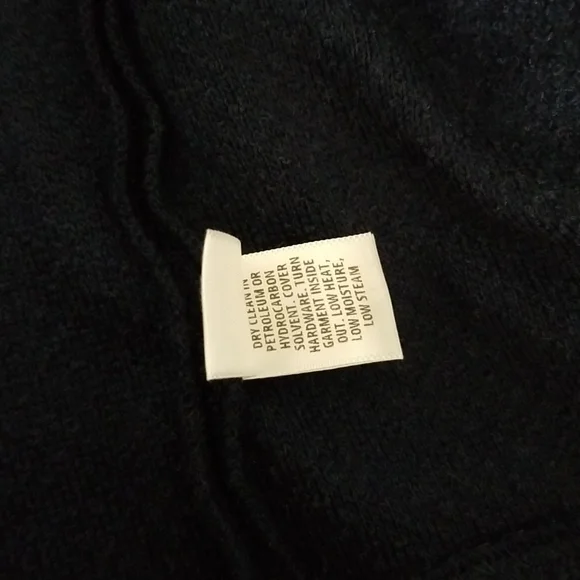 DRY CLEAN IN
PETROLEUM OR
HYDROCARBON
SOLVENT. COVER
HARDWARE. TURN
GARMENT INSIDE
OUT. LOW HEAT,
LOW MOISTURE,
LOW STEAM